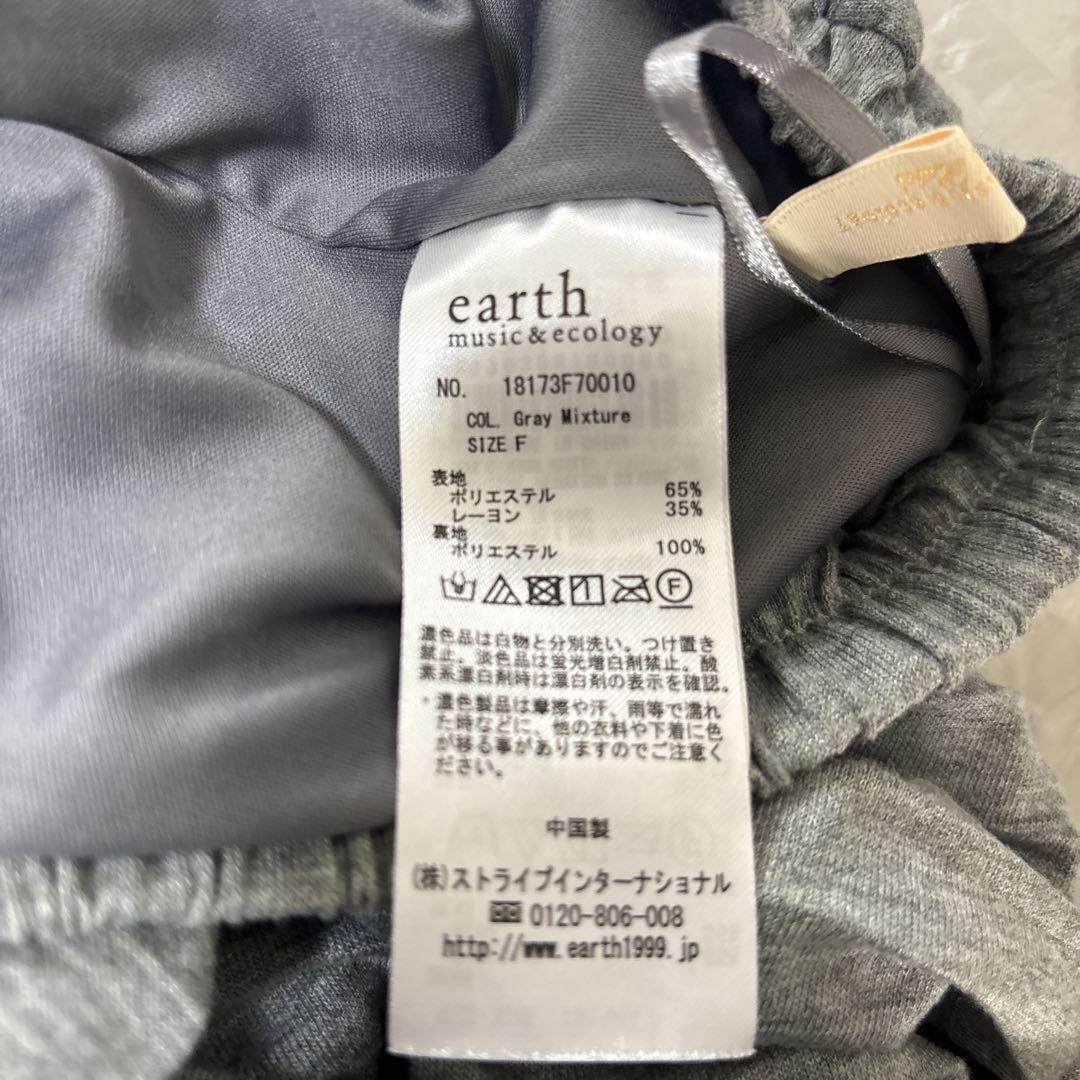 earth
music&ecology
NO. 18173F70010
COL. Gray Mixture
SIZE F
表地
ポリエステル 65%
レーヨン 35%
裏地
ポリエステル 100%
F
濃色品は白物と分別洗い。つけ置き
禁止。淡色品は蛍光増白剤禁止。酸
素系漂白剤時は漂白剤の表示を確認。
・濃色製品は摩擦や汗、雨等で濡れ
た時などに、他の衣料や下着に色
が移る事がありますのでご注意く
ださい。
中国製
(株)ストライプインターナショナル
0120-806-008
http://www.earth1999.jp